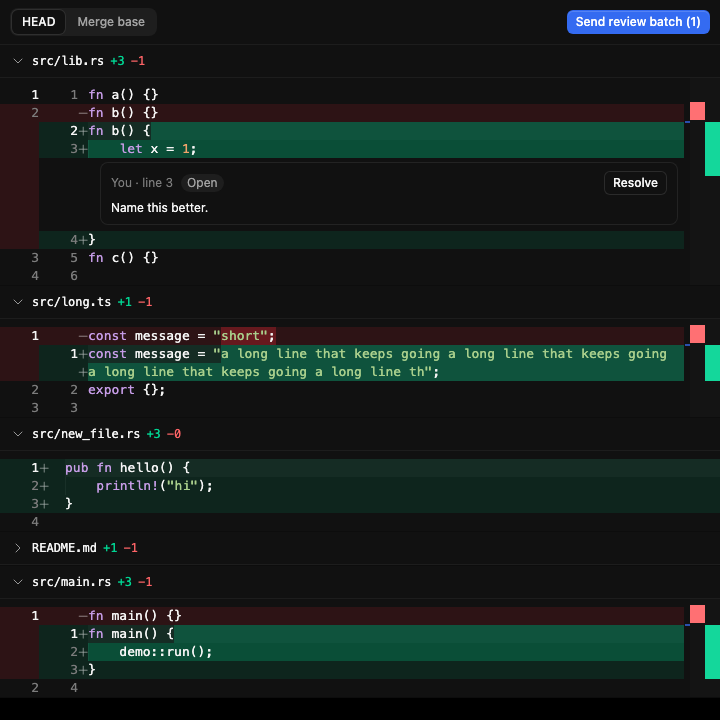 HEAD Merge base Send review batch (1)
src/lib.rs +3 −1
1 1 fn a() {}
2 −fn b() {}
2+fn b() {
3+    let x = 1;
You · line 3 Open Resolve
Name this better.
4+}
3 5 fn c() {}
4 6
src/long.ts +1 −1
1 −const message = "short";
1+const message = "a long line that keeps going a long line that keeps going
+a long line that keeps going a long line th";
2 2 export {};
3 3
src/new_file.rs +3 −0
1+ pub fn hello() {
2+     println!("hi");
3+ }
4
README.md +1 −1
src/main.rs +3 −1
1 −fn main() {}
1+fn main() {
2+    demo::run();
3+}
2 4